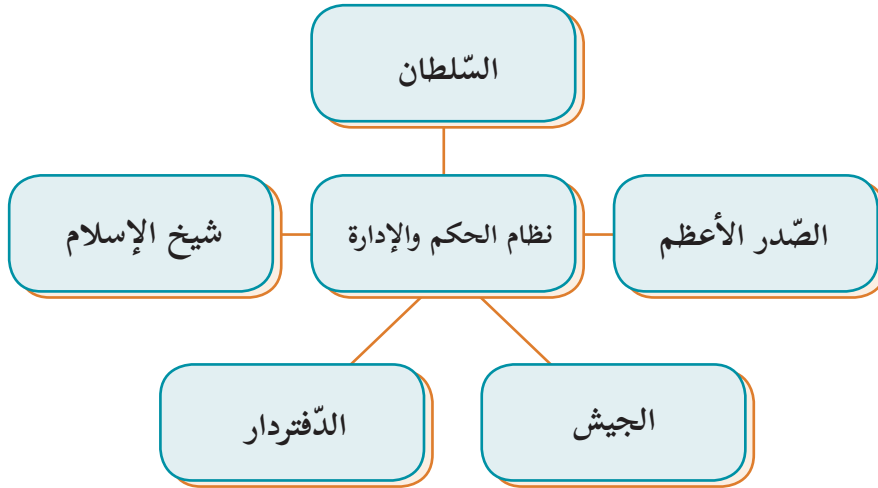 السّلطان
الصّدر الأعظم
نظام الحكم والإدارة
شيخ الإسلام
الجيش
الدّفتردار